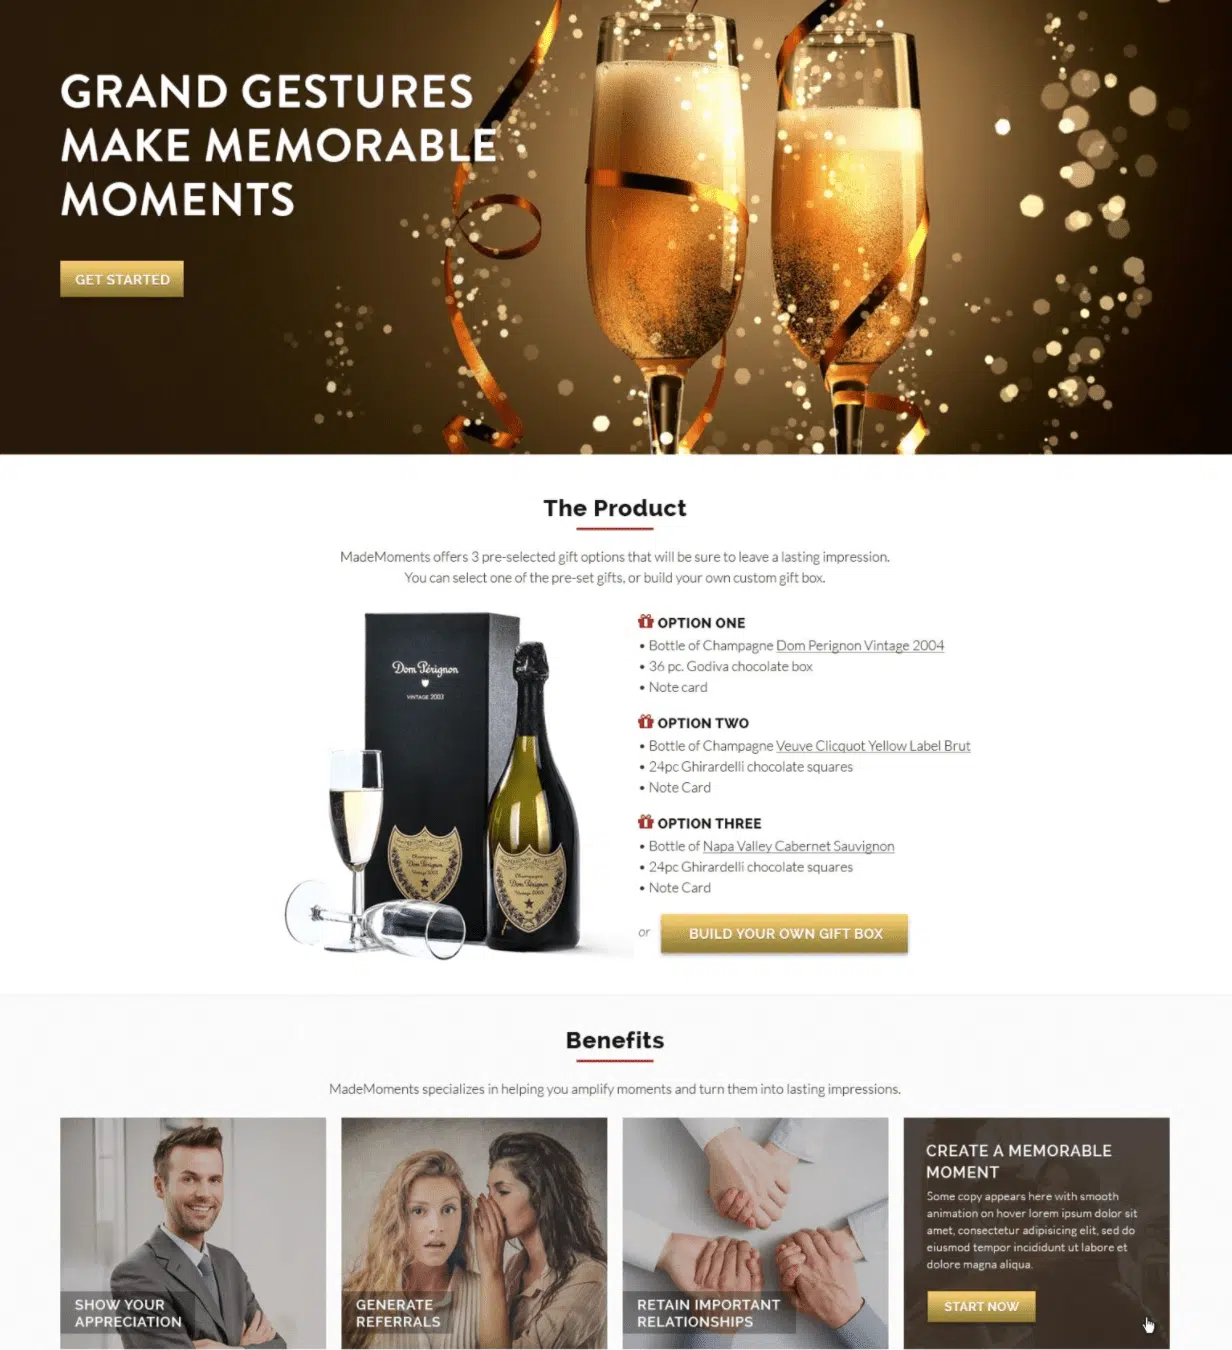 GRAND GESTURES
MAKE MEMORABLE
MOMENTS
GET STARTED
The Product
MadeMoments offers 3 pre-selected gift options that will be sure to leave a lasting impression.
You can select one of the pre-set gifts, or build your own custom gift box.
Dom Pérignon
VINTAGE 2003
OPTION ONE
• Bottle of Champagne Dom Perignon Vintage 2004
• 36 pc. Godiva chocolate box
• Note card
OPTION TWO
• Bottle of Champagne Veuve Clicquot Yellow Label Brut
• 24pc Ghirardelli chocolate squares
• Note Card
OPTION THREE
• Bottle of Napa Valley Cabernet Sauvignon
• 24pc Ghirardelli chocolate squares
• Note Card
or
BUILD YOUR OWN GIFT BOX
Benefits
MadeMoments specializes in helping you amplify moments and turn them into lasting impressions.
SHOW YOUR
APPRECIATION
GENERATE
REFERRALS
RETAIN IMPORTANT
RELATIONSHIPS
CREATE A MEMORABLE
MOMENT
Some copy appears here with smooth
animation on hover lorem ipsum dolor sit
amet, consectetur adipisicing elit, sed do
eiusmod tempor incididunt ut labore et
dolore magna aliqua.
START NOW